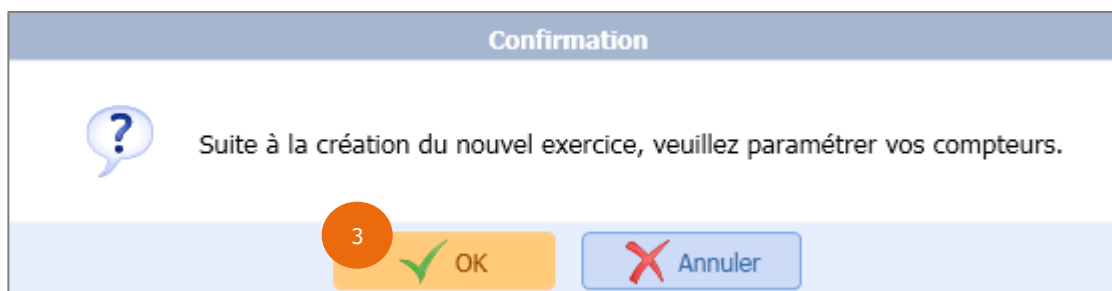 Confirmation
?
Suite à la création du nouvel exercice, veuillez paramétrer vos compteurs.
3
OK
Annuler